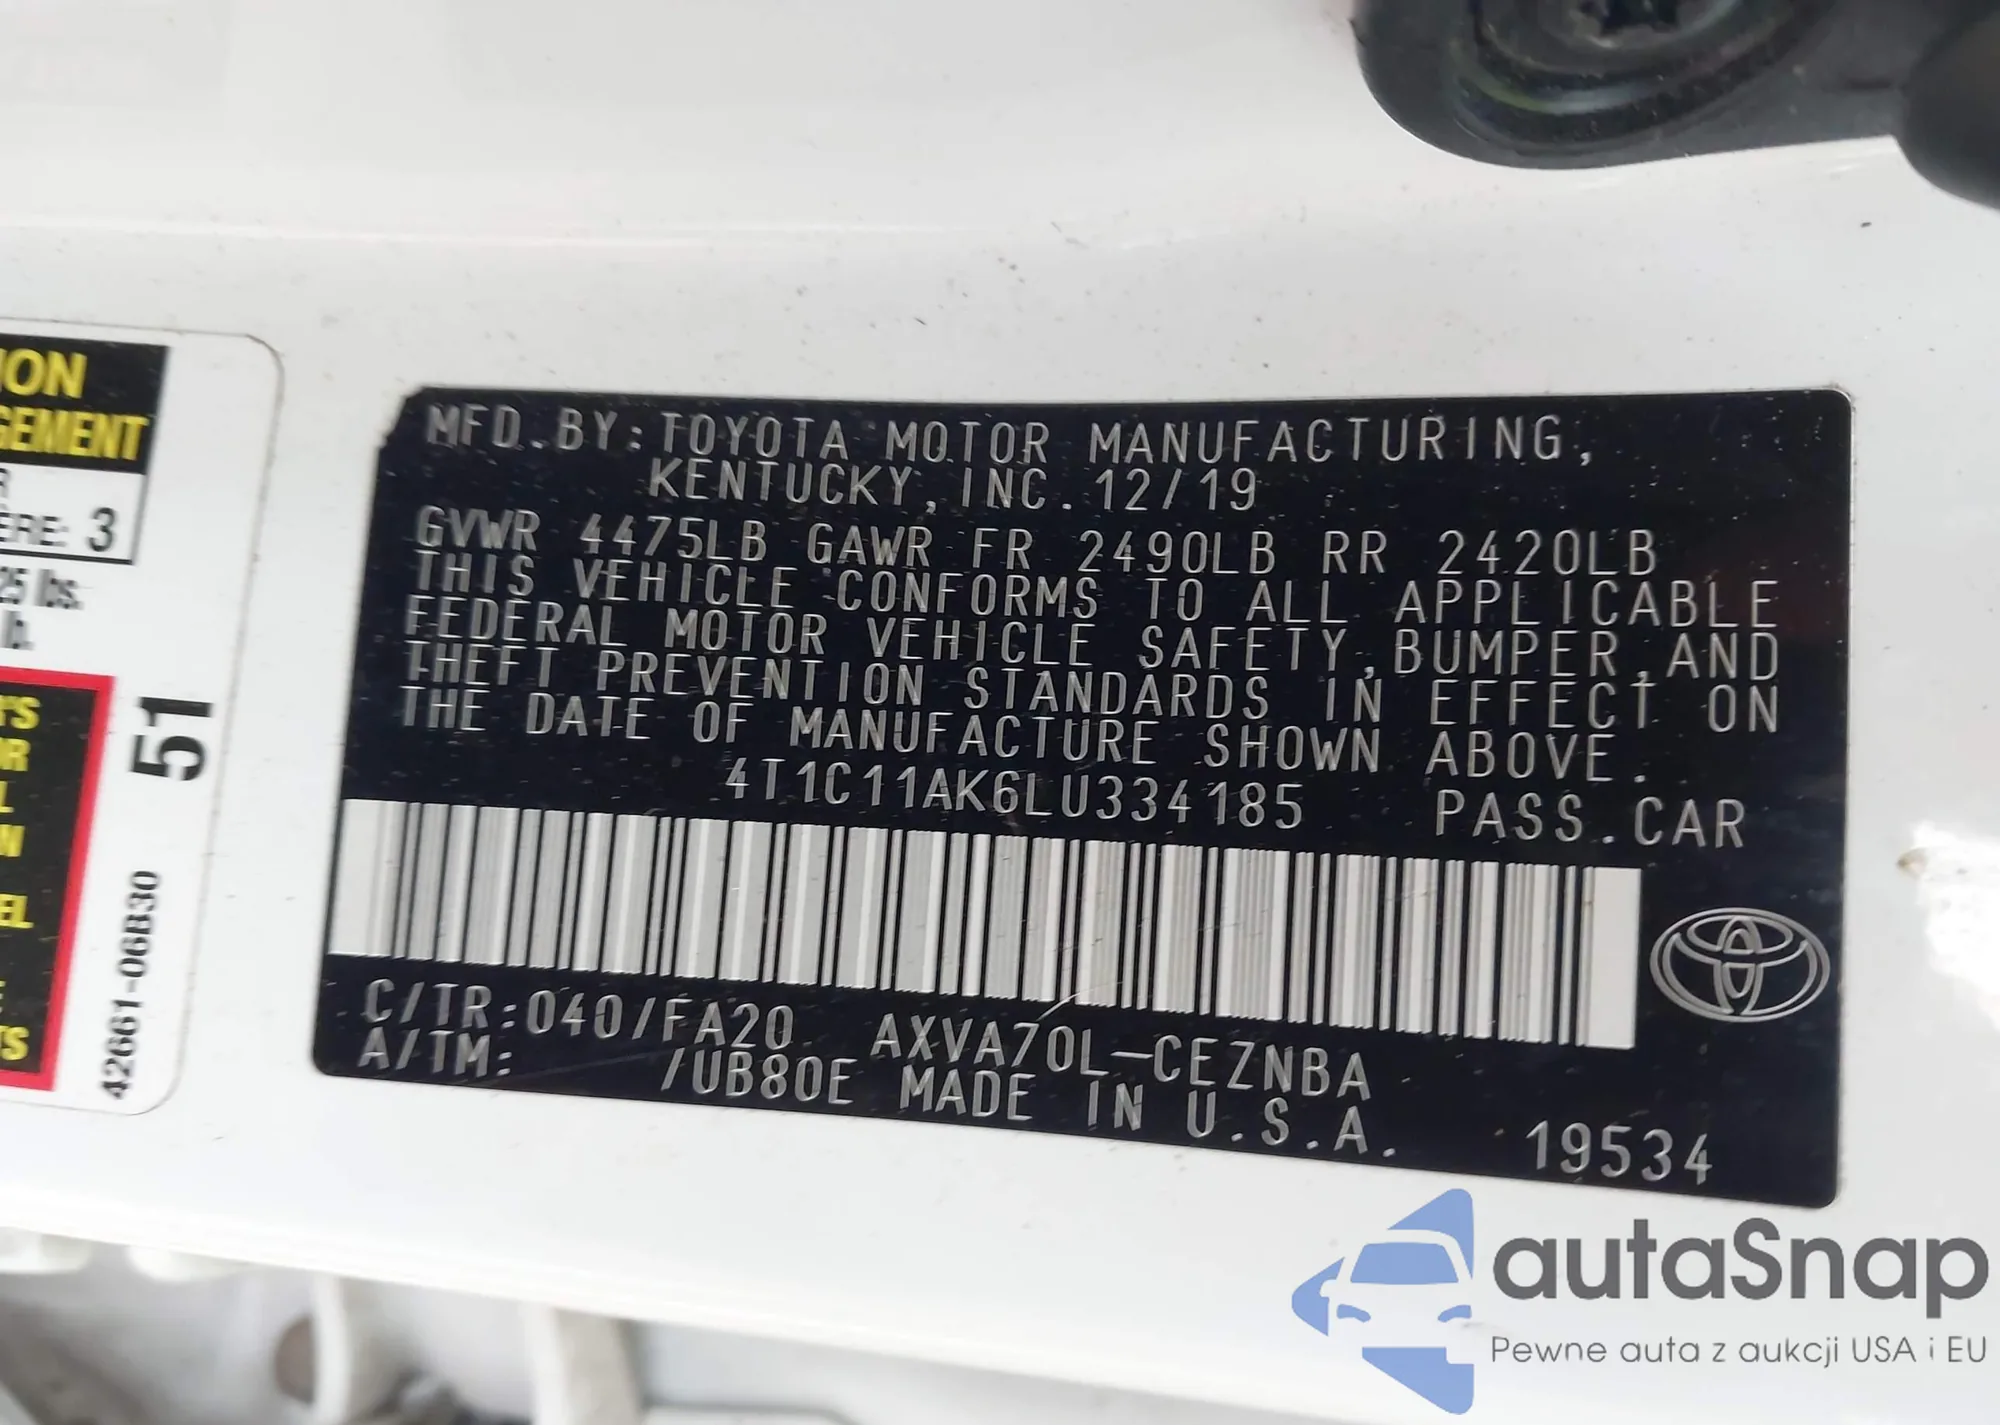 ION
GEMENT
R
ÈRE: 3
25 lbs.
lb.
51
42661-06B30
MFD.BY:TOYOTA MOTOR MANUFACTURING,
KENTUCKY,INC.12/19
GVWR 4475LB GAWR FR 2490LB RR 2420LB
THIS VEHICLE CONFORMS TO ALL APPLICABLE
FEDERAL MOTOR VEHICLE SAFETY,BUMPER,AND
THEFT PREVENTION STANDARDS IN EFFECT ON
THE DATE OF MANUFACTURE SHOWN ABOVE.
4T1C11AK6LU334185 PASS.CAR
C/TR:040/FA20 AXVA70L-CEZNBA
A/TM: /UB80E MADE IN U.S.A.
19534
autaSnap
Pewne auta z aukcji USA i EU